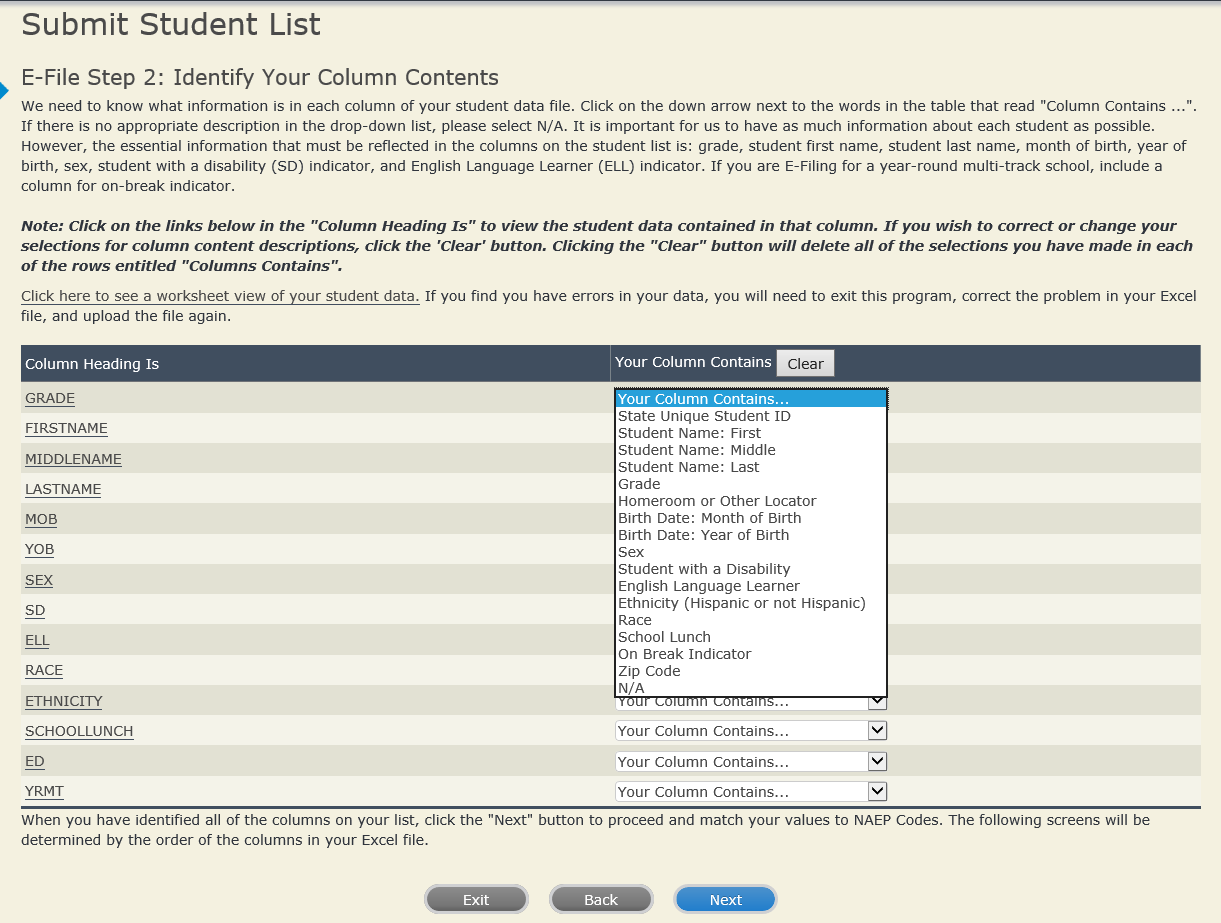 Submit Student List
E-File Step 2: Identify Your Column Contents
We need to know what information is in each column of your student data file. Click on the down arrow next to the words in the table that read "Column Contains ...".
If there is no appropriate description in the drop-down list, please select N/A. It is important for us to have as much information about each student as possible.
However, the essential information that must be reflected in the columns on the student list is: grade, student first name, student last name, month of birth, year of
birth, sex, student with a disability (SD) indicator, and English Language Learner (ELL) indicator. If you are E-Filing for a year-round multi-track school, include a
column for on-break indicator.
Note: Click on the links below in the "Column Heading Is" to view the student data contained in that column. If you wish to correct or change your
selections for column content descriptions, click the 'Clear' button. Clicking the "Clear" button will delete all of the selections you have made in each
of the rows entitled "Columns Contains".
Click here to see a worksheet view of your student data. If you find you have errors in your data, you will need to exit this program, correct the problem in your Excel
file, and upload the file again.
Column Heading Is
Your Column Contains Clear
GRADE
FIRSTNAME
MIDDLENAME
LASTNAME
MOB
YOB
SEX
SD
ELL
RACE
Your Column Contains...
State Unique Student ID
Student Name: First
Student Name: Middle
Student Name: Last
Grade
Homeroom or Other Locator
Birth Date: Month of Birth
Birth Date: Year of Birth
Sex
Student with a Disability
English Language Learner
Ethnicity (Hispanic or not Hispanic)
Race
School Lunch
On Break Indicator
Zip Code
N/A
ETHNICITY Your Column Contains...
SCHOOLLUNCH Your Column Contains...
ED Your Column Contains...
YRMT Your Column Contains...
When you have identified all of the columns on your list, click the "Next" button to proceed and match your values to NAEP Codes. The following screens will be
determined by the order of the columns in your Excel file.
Exit Back Next